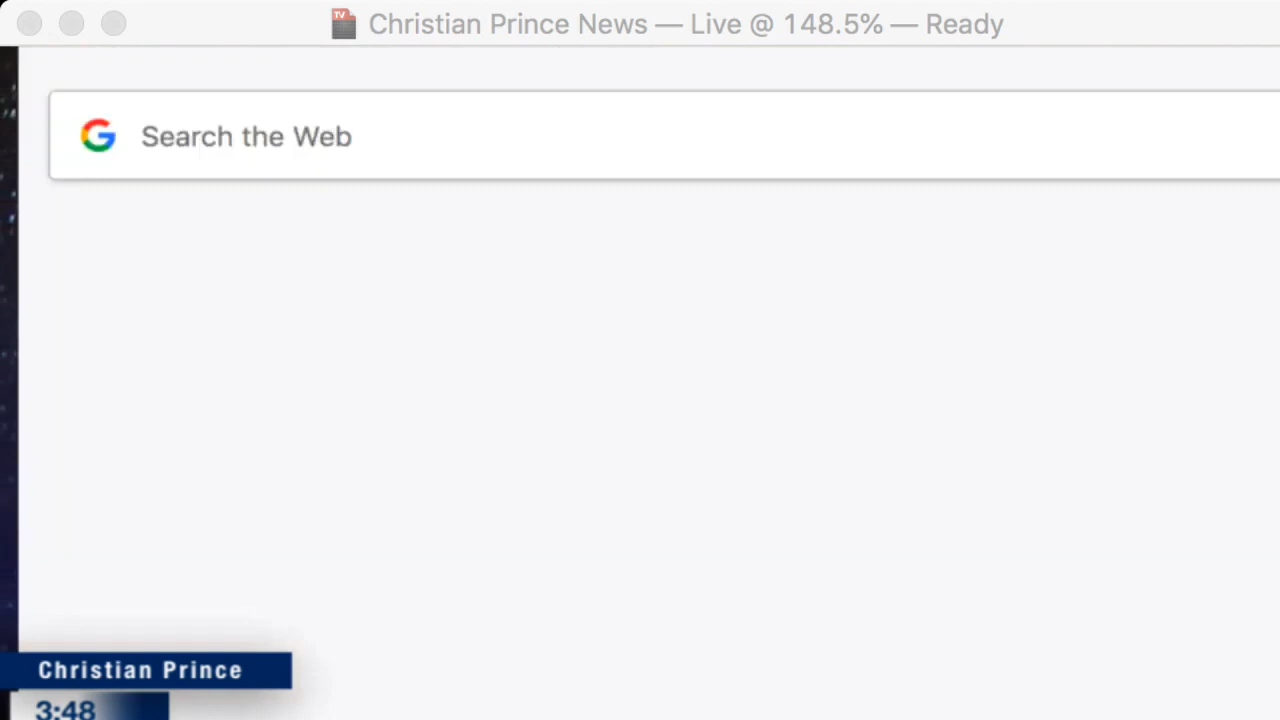 Christian Prince News — Live @ 148.5% — Ready
Search the Web
Christian Prince
3:48